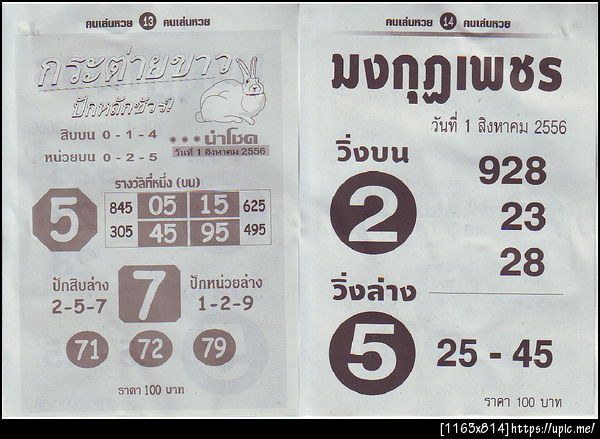 คนเล่นหวย 13 คนเล่นหวย
กระต่ายขาว
ปักหลักชัวร์!
สิบบน 0 - 1 - 4
หน่วยบน 0 - 2 - 5
นำโชค
วันที่ 1 สิงหาคม 2556
รางวัลที่หนึ่ง (บน)
5
845 05 15 625
305 45 95 495
ปักสิบล่าง
2-5-7
7
ปักหน่วยล่าง
1-2-9
71 72 79
ราคา 100 บาท
คนเล่นหวย 14 คนเล่นหวย
มงกุฎเพชร
วันที่ 1 สิงหาคม 2556
วิ่งบน
2
928
23
28
วิ่งล่าง
5
25 - 45
ราคา 100 บาท
[1163x814]https://upic.me/